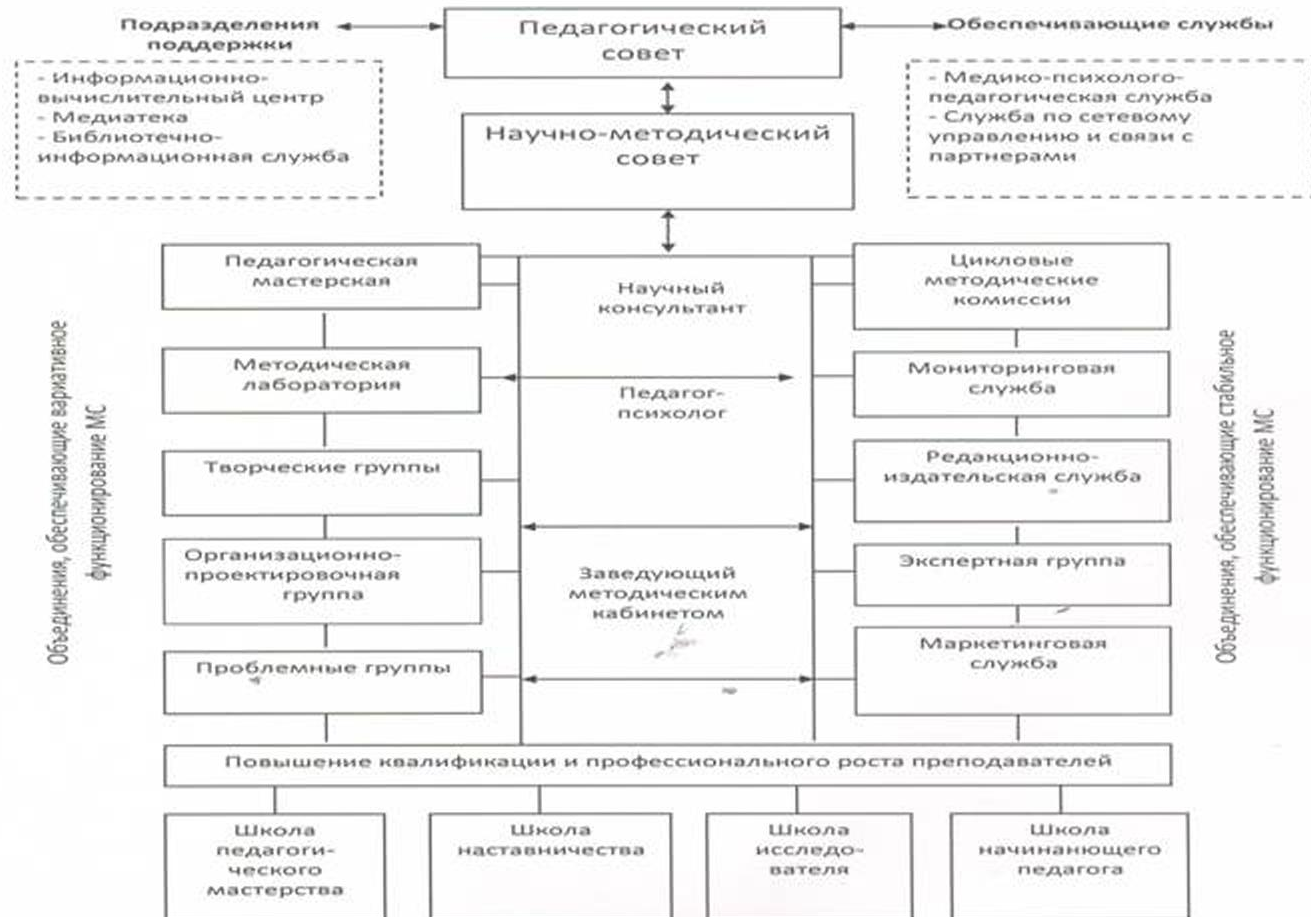 Подразделения
поддержки
Педагогический
совет
Обеспечивающие службы
- Информационно-
вычислительный центр
- Медиатека
- Библиотечно-
информационная служба
- Медико-психолого-
педагогическая служба
- Служба по сетевому
управлению и связи с
партнерами
Научно-методический
совет
Объединения, обеспечивающие вариативное
функционирование МС
Педагогическая
мастерская
Методическая
лаборатория
Творческие группы
Организационно-
проектировочная
группа
Проблемные группы
Научный
консультант
Педагог-
психолог
Заведующий
методическим
кабинетом
Цикловые
методические
комиссии
Мониторинговая
служба
Редакционно-
издательская служба
Экспертная группа
Маркетинговая
служба
Объединения, обеспечивающие стабильное
функционирование МС
Повышение квалификации и профессионального роста преподавателей
Школа
педагоги-
ческого
мастерства
Школа
наставничества
Школа
исследо-
вателя
Школа
начинающего
педагога